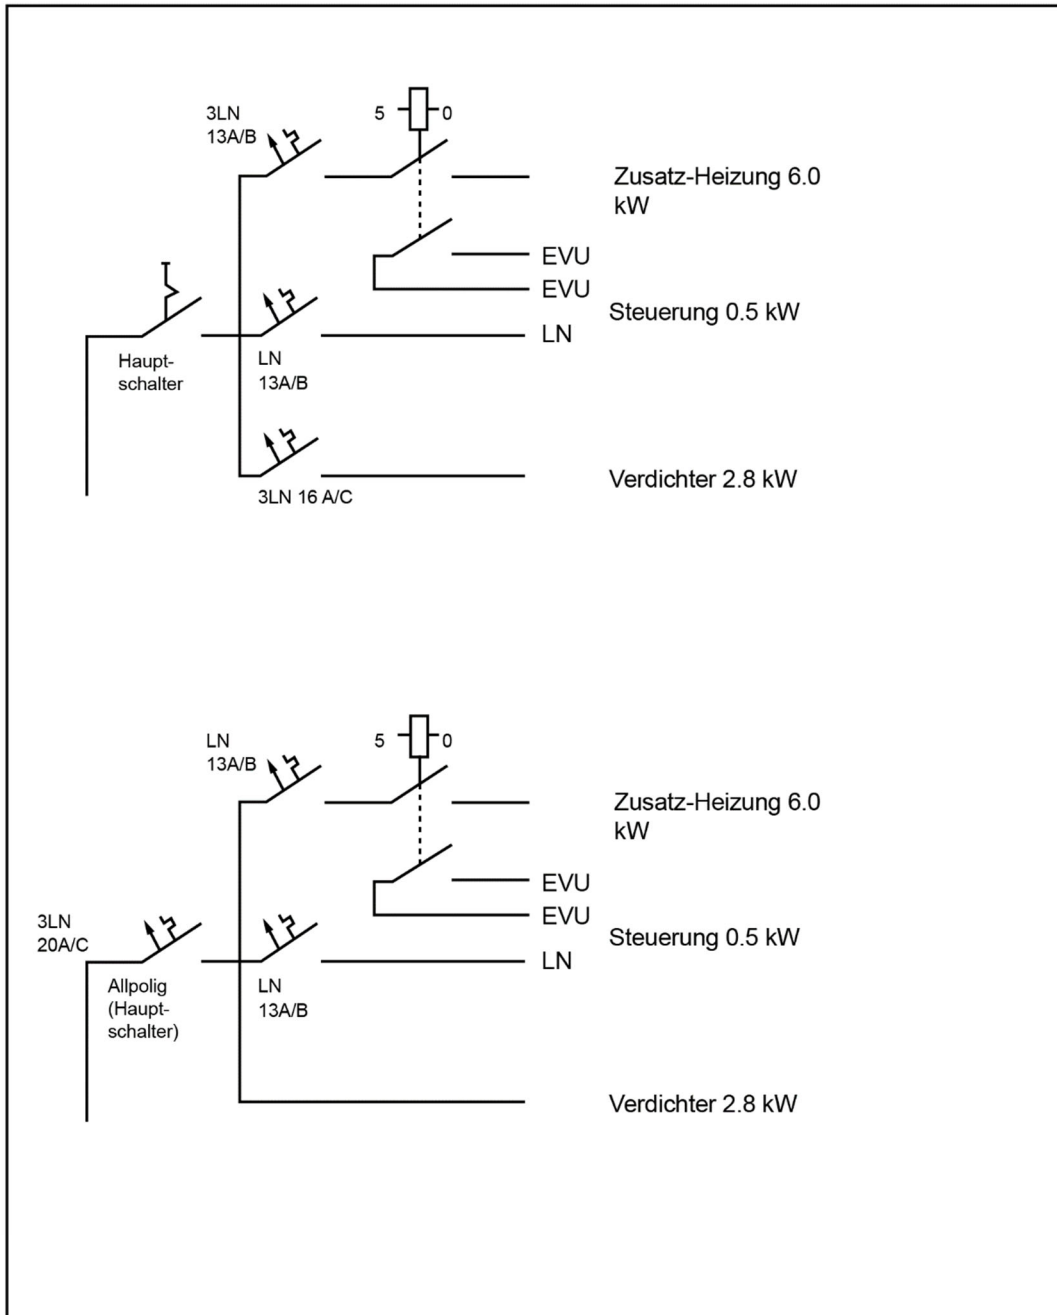 3LN
13A/B
5
0
Zusatz-Heizung 6.0
kW
EVU
EVU
Steuerung 0.5 kW
LN
Haupt-
schalter
LN
13A/B
3LN 16 A/C
Verdichter 2.8 kW
LN
13A/B
5
0
Zusatz-Heizung 6.0
kW
EVU
EVU
3LN
20A/C
Steuerung 0.5 kW
LN
Allpolig
(Haupt-
schalter)
LN
13A/B
Verdichter 2.8 kW